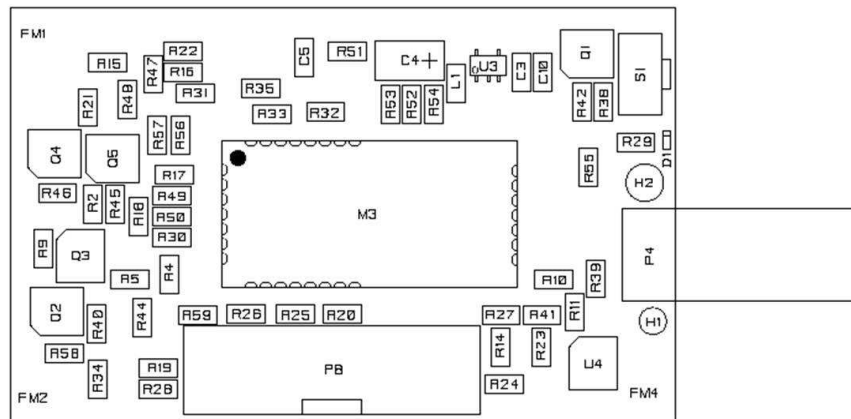 FM1
R22
R15
R47
R16
R31
R48
R21
C5
R51
R35
R33
R32
C4
+
L1
U3
C3
C10
Q1
S1
R53
R52
R54
R42
R38
R57
R56
Q4
Q5
R17
R46
R2
R45
R18
R49
R50
R30
M3
R29
D1
R55
H2
R9
Q3
R5
R4
P4
R10
R39
Q2
R40
R44
R59
R26
R25
R20
R27
R41
R11
H1
R58
R34
R19
R28
P8
R14
R23
R24
U4
FM2
FM4